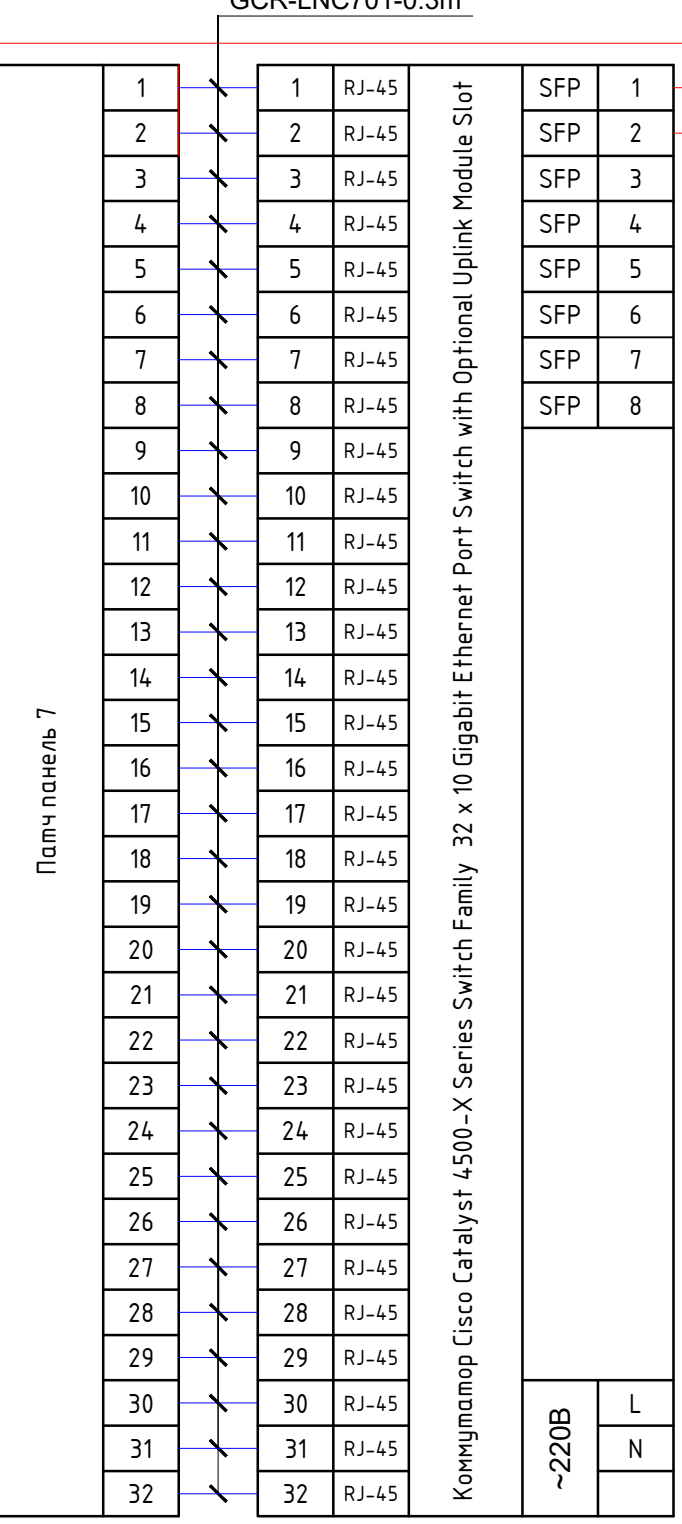 GCR-LNC701-0.3m
Патч панель 7
Коммутатор Cisco Catalyst 4500-X Series Switch Family 32 x 10 Gigabit Ethernet Port Switch with Optional Uplink Module Slot
1 1 RJ-45 SFP 1
2 2 RJ-45 SFP 2
3 3 RJ-45 SFP 3
4 4 RJ-45 SFP 4
5 5 RJ-45 SFP 5
6 6 RJ-45 SFP 6
7 7 RJ-45 SFP 7
8 8 RJ-45 SFP 8
9 9 RJ-45
10 10 RJ-45
11 11 RJ-45
12 12 RJ-45
13 13 RJ-45
14 14 RJ-45
15 15 RJ-45
16 16 RJ-45
17 17 RJ-45
18 18 RJ-45
19 19 RJ-45
20 20 RJ-45
21 21 RJ-45
22 22 RJ-45
23 23 RJ-45
24 24 RJ-45
25 25 RJ-45
26 26 RJ-45
27 27 RJ-45
28 28 RJ-45
29 29 RJ-45
30 30 RJ-45 L
31 31 RJ-45 N
32 32 RJ-45
~220В